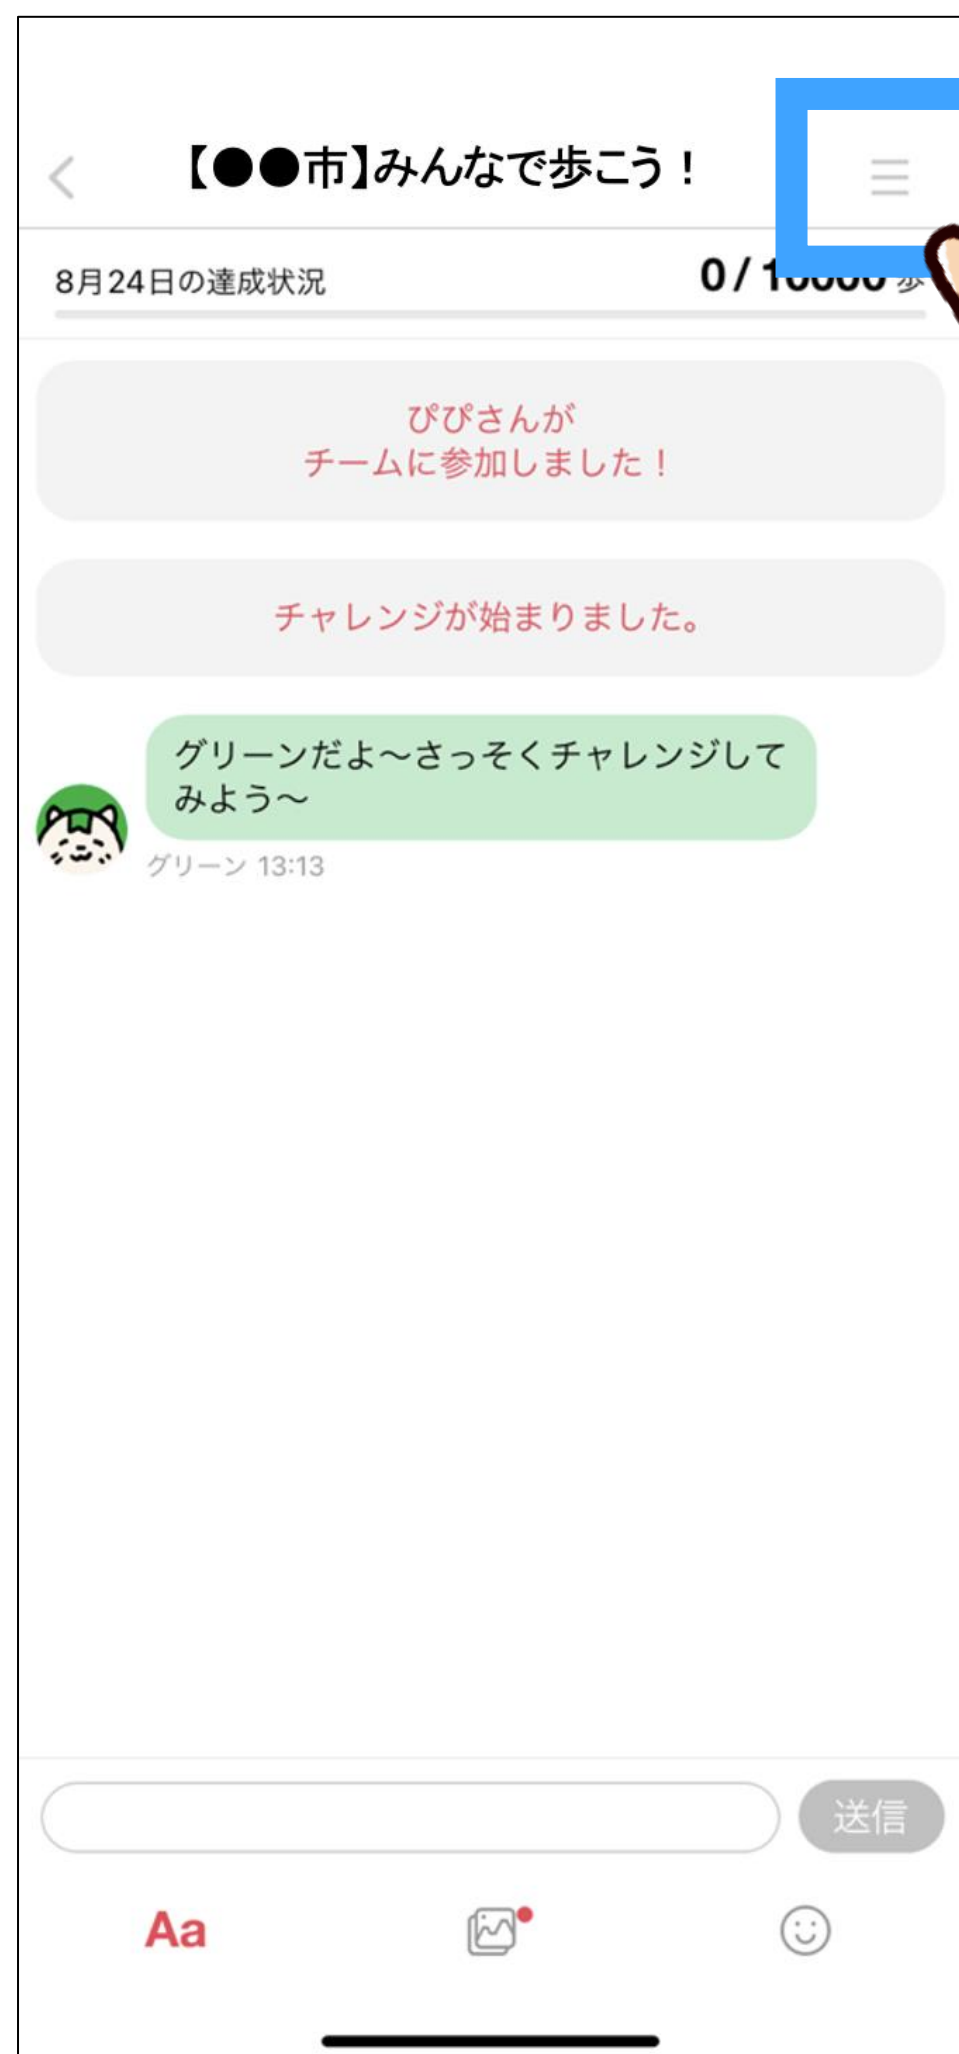 【●●市】みんなで歩こう！
8月24日の達成状況
0 / 10000 歩
ぴぴさんが
チームに参加しました！
チャレンジが始まりました。
グリーンだよ〜さっそくチャレンジして
みよう〜
グリーン 13:13
送信
Aa